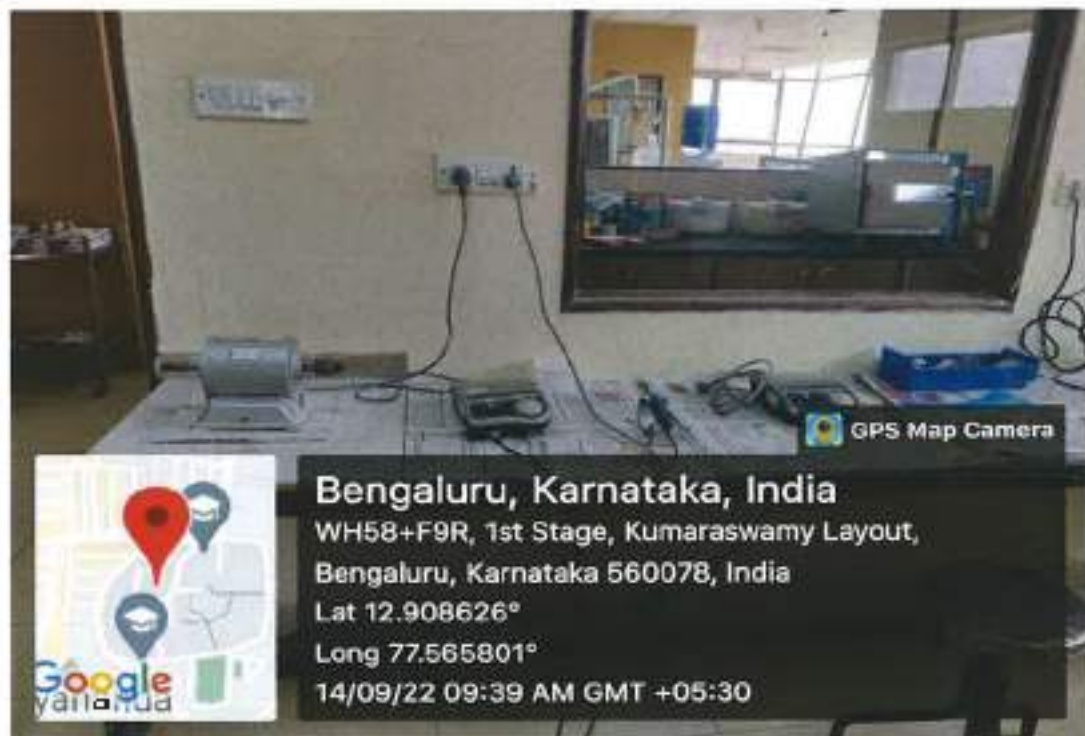 GPS Map Camera
Bengaluru, Karnataka, India
WH58+F9R, 1st Stage, Kumaraswamy Layout,
Bengaluru, Karnataka 560078, India
Lat 12.908626°
Long 77.565801°
14/09/22 09:39 AM GMT +05:30
Google